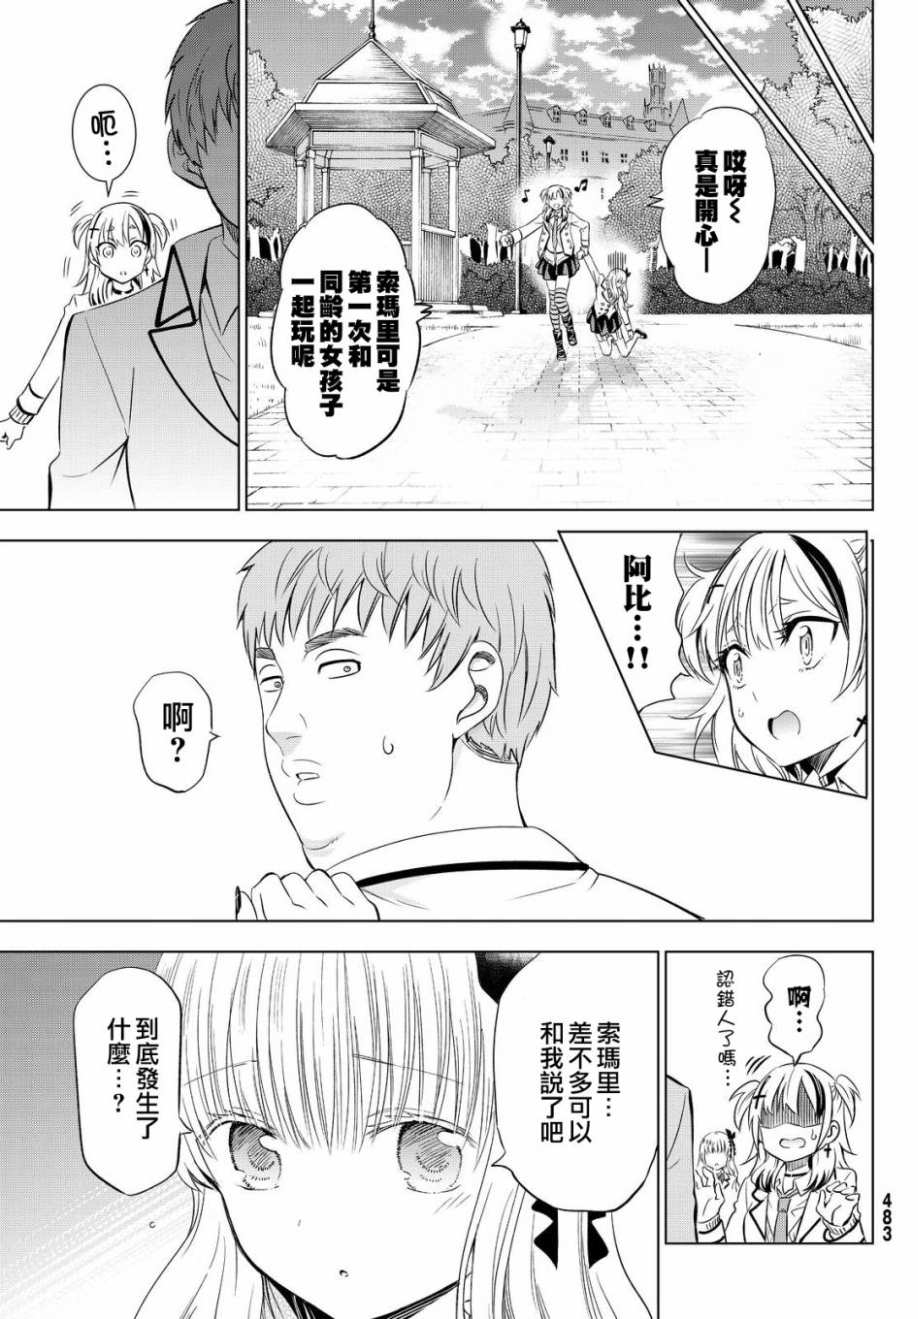 哎呀～
真是開心—
索瑪里可是
第一次和
同齡的女孩子
一起玩呢
呃…
阿比…!!
啊?
啊…
認錯人了嗎…
索瑪里…
差不多可以
和我説了吧
到底發生了
什麼…?
483